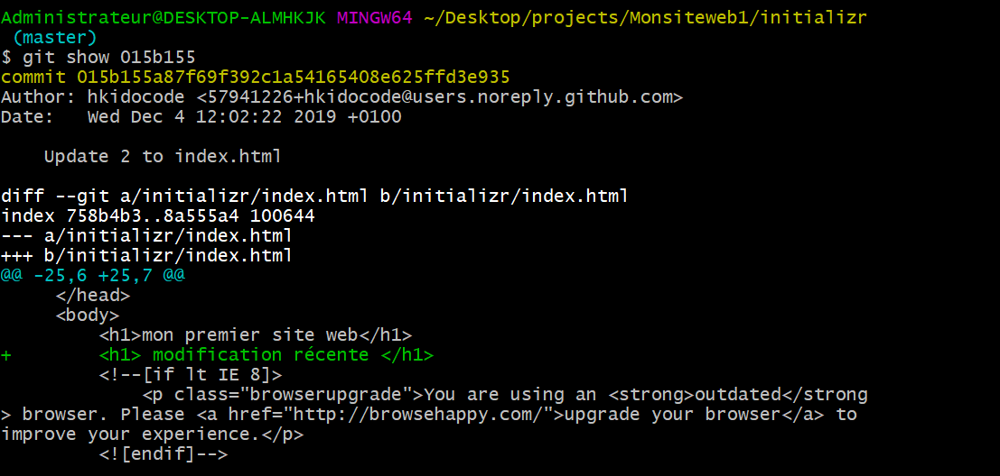 Administrateur@DESKTOP-ALMHKJK MINGW64 ~/Desktop/projects/Monsiteweb1/initializr
 (master)
$ git show 015b155
commit 015b155a87f69f392c1a54165408e625ffd3e935
Author: hkidocode <57941226+hkidocode@users.noreply.github.com>
Date:   Wed Dec 4 12:02:22 2019 +0100

    Update 2 to index.html

diff --git a/initializr/index.html b/initializr/index.html
index 758b4b3..8a555a4 100644
--- a/initializr/index.html
+++ b/initializr/index.html
@@ -25,6 +25,7 @@
     </head>
     <body>
         <h1>mon premier site web</h1>
+        <h1> modification récente </h1>
         <!--[if lt IE 8]>
             <p class="browserupgrade">You are using an <strong>outdated</strong
> browser. Please <a href="http://browsehappy.com/">upgrade your browser</a> to
improve your experience.</p>
         <![endif]-->